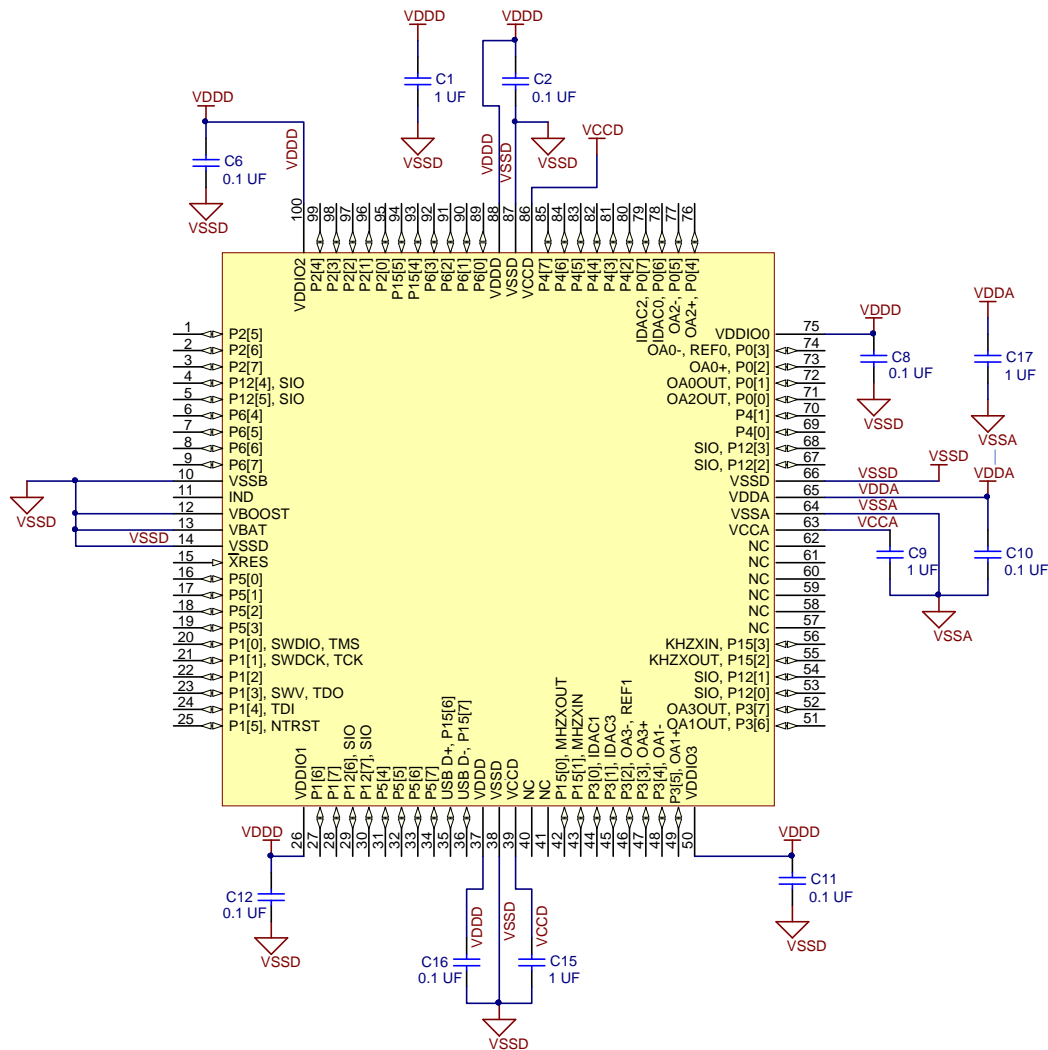 VDDD
C1
1 UF
VSSD
VDDD
C2
0.1 UF
VSSD
VDDD
VSSD
VCCD
VDDD
C6
0.1 UF
VSSD
VDDD
100
99
98
97
96
95
94
93
92
91
90
89
88
87
86
85
84
83
82
81
80
79
78
77
76
VDDIO2
P2[4]
P2[3]
P2[2]
P2[1]
P2[0]
P15[5]
P15[4]
P6[3]
P6[2]
P6[1]
P6[0]
VDDD
VSSD
VCCD
P4[7]
P4[6]
P4[5]
P4[4]
P4[3]
P4[2]
IDAC2, P0[7]
IDAC0, P0[6]
OA2-, P0[5]
OA2+, P0[4]
1 P2[5]
2 P2[6]
3 P2[7]
4 P12[4], SIO
5 P12[5], SIO
6 P6[4]
7 P6[5]
8 P6[6]
9 P6[7]
10 VSSB
11 IND
12 VBOOST
13 VBAT
VSSD 14 VSSD
15 XRES
16 P5[0]
17 P5[1]
18 P5[2]
19 P5[3]
20 P1[0], SWDIO, TMS
21 P1[1], SWDCK, TCK
22 P1[2]
23 P1[3], SWV, TDO
24 P1[4], TDI
25 P1[5], NTRST
VSSD
VDDIO0 75
OA0-, REF0, P0[3] 74
OA0+, P0[2] 73
OA0OUT, P0[1] 72
OA2OUT, P0[0] 71
P4[1] 70
P4[0] 69
SIO, P12[3] 68
SIO, P12[2] 67
VSSD 66 VSSD
VDDA 65 VDDA
VSSA 64 VSSA
VCCA 63 VCCA
NC 62
NC 61
NC 60
NC 59
NC 58
NC 57
KHZXIN, P15[3] 56
KHZXOUT, P15[2] 55
SIO, P12[1] 54
SIO, P12[0] 53
OA3OUT, P3[7] 52
OA1OUT, P3[6] 51
VDDD
C8
0.1 UF
VSSD
VDDA
C17
1 UF
VSSA
VSSD
VDDA
C9
1 UF
C10
0.1 UF
VSSA
VDDIO1
P1[6]
P1[7]
P12[6], SIO
P12[7], SIO
P5[4]
P5[5]
P5[6]
P5[7]
USB D+, P15[6]
USB D-, P15[7]
VDDD
VSSD
VCCD
NC
NC
P15[0], MHZXOUT
P15[1], MHZXIN
P3[0], IDAC1
P3[1], IDAC3
P3[2], OA3-, REF1
P3[3], OA3+
P3[4], OA1-
P3[5], OA1+
VDDIO3
26
27
28
29
30
31
32
33
34
35
36
37
38
39
40
41
42
43
44
45
46
47
48
49
50
VDDD
C12
0.1 UF
VSSD
VDDD
VSSD
VCCD
C16
0.1 UF
C15
1 UF
VSSD
VDDD
C11
0.1 UF
VSSD